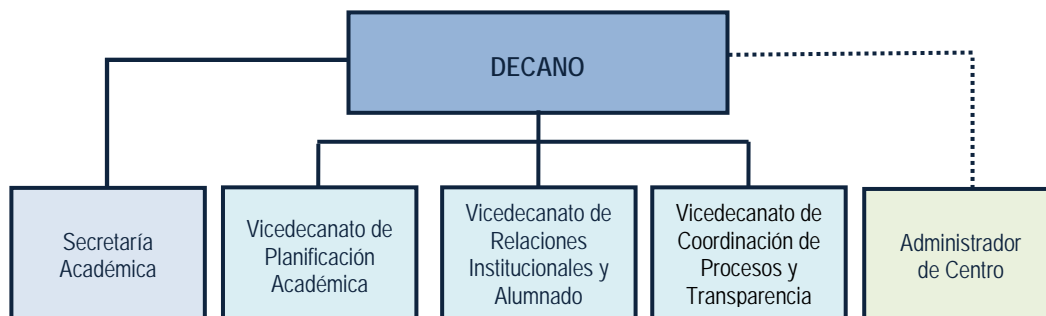 DECANO
Secretaría
Académica
Vicedecanato de
Planificación
Académica
Vicedecanato de
Relaciones
Institucionales y
Alumnado
Vicedecanato de
Coordinación de
Procesos y
Transparencia
Administrador
de Centro